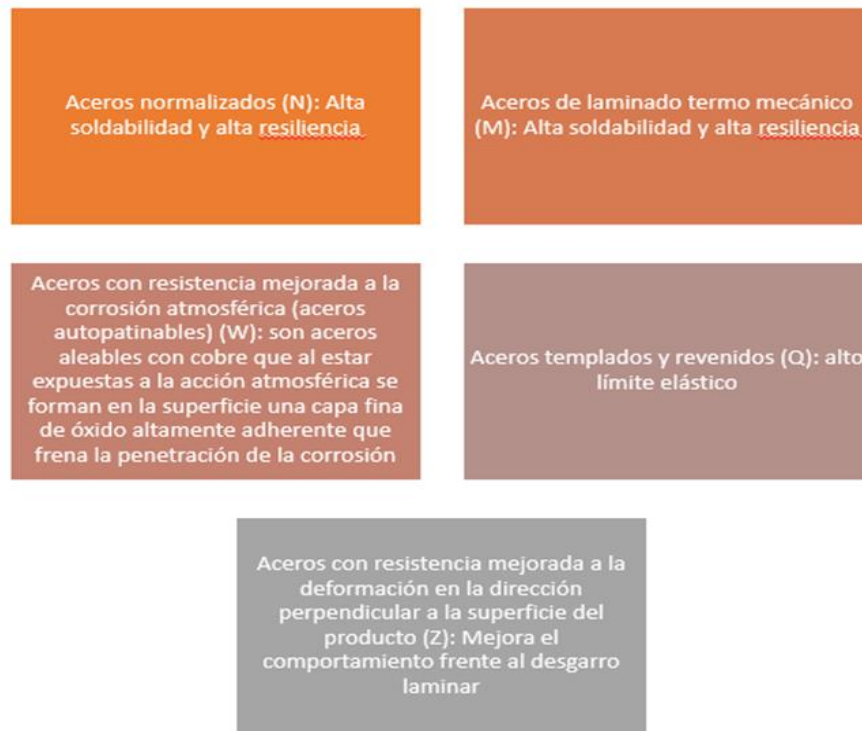 Aceros normalizados (N): Alta
soldabilidad y alta resiliencia
Aceros de laminado termo mecánico
(M): Alta soldabilidad y alta resiliencia
Aceros con resistencia mejorada a la
corrosión atmosférica (aceros
autopatinables) (W): son aceros
aleables con cobre que al estar
expuestas a la acción atmosférica se
forman en la superficie una capa fina
de óxido altamente adherente que
frena la penetración de la corrosión
Aceros templados y revenidos (Q): alto
límite elástico
Aceros con resistencia mejorada a la
deformación en la dirección
perpendicular a la superficie del
producto (Z): Mejora el
comportamiento frente al desgarro
laminar